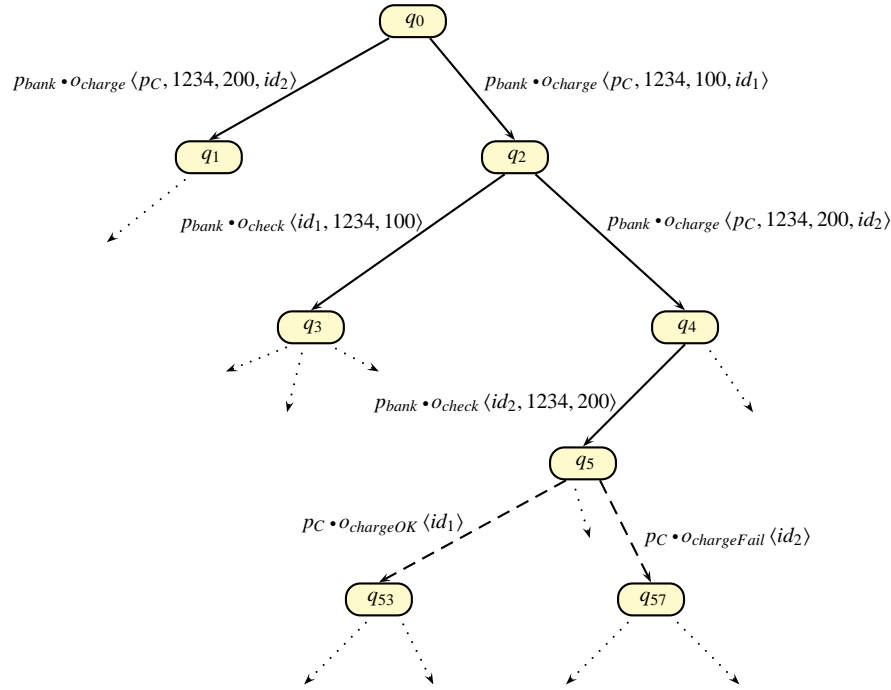 q0
p_bank • o_charge ⟨p_C, 1234, 200, id_2⟩
p_bank • o_charge ⟨p_C, 1234, 100, id_1⟩
q1
q2
p_bank • o_check ⟨id_1, 1234, 100⟩
p_bank • o_charge ⟨p_C, 1234, 200, id_2⟩
q3
q4
p_bank • o_check ⟨id_2, 1234, 200⟩
q5
p_C • o_chargeOK ⟨id_1⟩
p_C • o_chargeFail ⟨id_2⟩
q53
q57